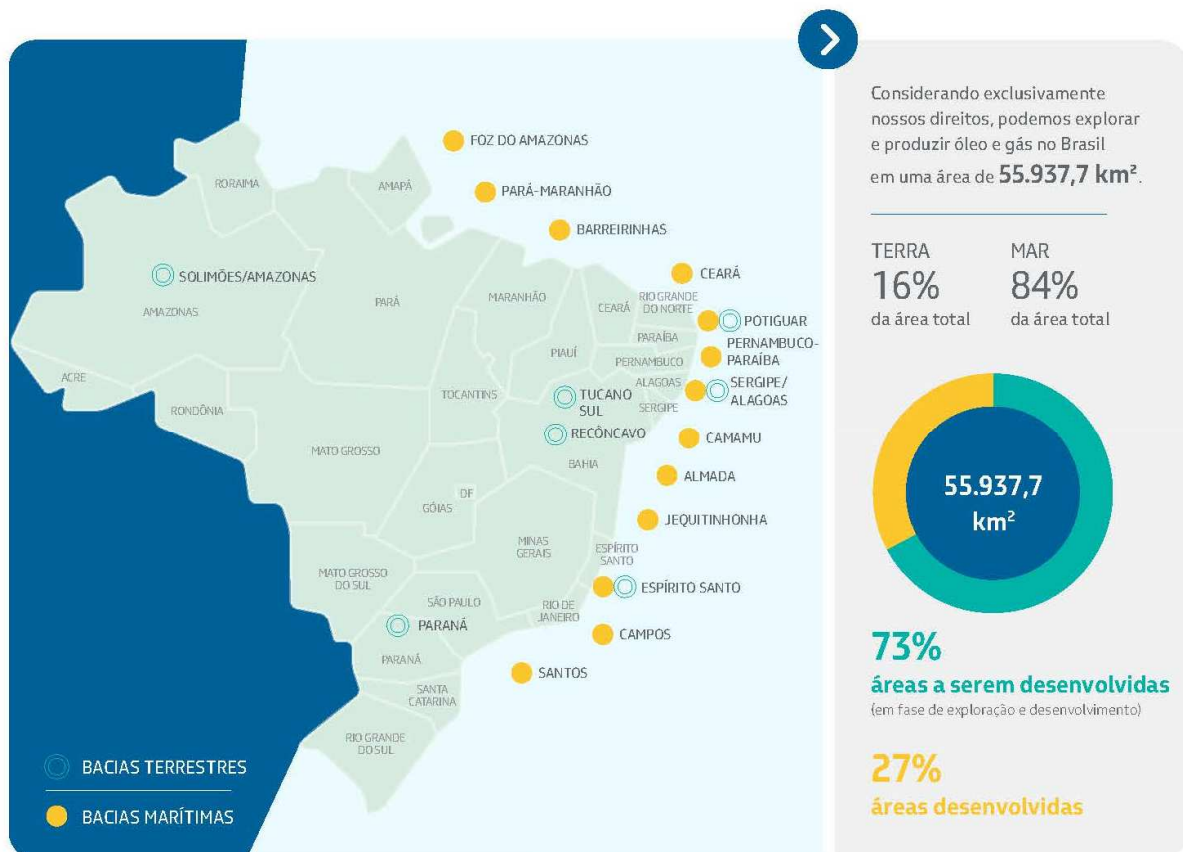 FOZ DO AMAZONAS
RORAIMA
AMAPÁ
PARÁ-MARANHÃO
BARREIRINHAS
SOLIMÕES/AMAZONAS
CEARÁ
AMAZONAS
PARÁ
MARANHÃO
CEARÁ
RIO GRANDE
DO NORTE
POTIGUAR
PARAÍBA
PERNAMBUCO-
PARAÍBA
PIAUÍ
PERNAMBUCO
ACRE
RONDÔNIA
TOCANTINS
TUCANO
SUL
ALAGOAS
SERGIPE
SERGIPE/
ALAGOAS
RECÔNCAVO
CAMAMU
MATO GROSSO
BAHIA
ALMADA
DF
GÓIAS
JEQUITINHONHA
MINAS
GERAIS
ESPÍRITO
SANTO
MATO GROSSO
DO SUL
ESPÍRITO SANTO
SÃO PAULO
RIO DE
JANEIRO
PARANÁ
CAMPOS
PARANÁ
SANTOS
SANTA
CATARINA
RIO GRANDE
DO SUL
BACIAS TERRESTRES
BACIAS MARÍTIMAS
Considerando exclusivamente
nossos direitos, podemos explorar
e produzir óleo e gás no Brasil
em uma área de 55.937,7 km².
TERRA
16%
da área total
MAR
84%
da área total
55.937,7
km²
73%
áreas a serem desenvolvidas
(em fase de exploração e desenvolvimento)
27%
áreas desenvolvidas